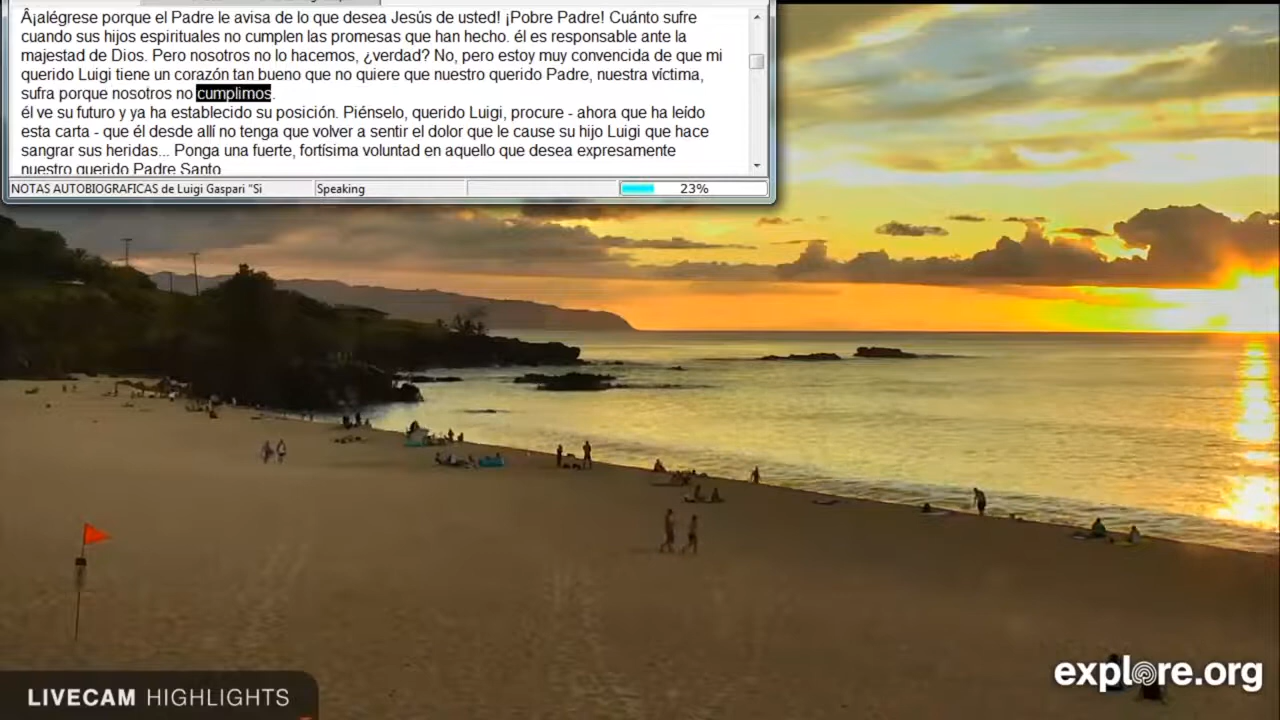 Â¡alégrese porque el Padre le avisa de lo que desea Jesús de usted! ¡Pobre Padre! Cuánto sufre
cuando sus hijos espirituales no cumplen las promesas que han hecho. él es responsable ante la
majestad de Dios. Pero nosotros no lo hacemos, ¿verdad? No, pero estoy muy convencida de que mi
querido Luigi tiene un corazón tan bueno que no quiere que nuestro querido Padre, nuestra víctima,
sufra porque nosotros no cumplimos.
él ve su futuro y ya ha establecido su posición. Piénselo, querido Luigi, procure - ahora que ha leído
esta carta - que él desde allí no tenga que volver a sentir el dolor que le cause su hijo Luigi que hace
sangrar sus heridas... Ponga una fuerte, fortísima voluntad en aquello que desea expresamente
nuestro querido Padre Santo
NOTAS AUTOBIOGRAFICAS de Luigi Gaspari "Si
Speaking
23%
explore.org
LIVECAM HIGHLIGHTS